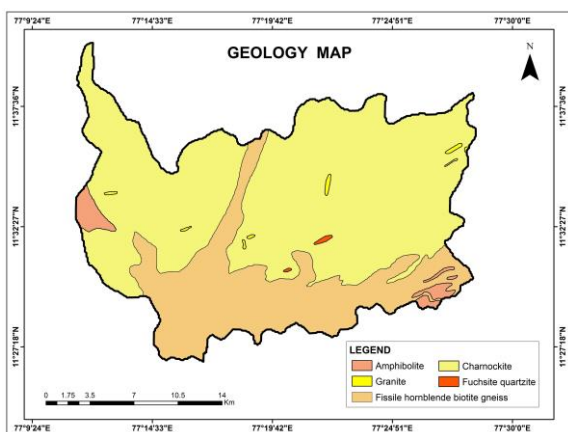 77°9'24"E 77°14'33"E 77°19'42"E 77°24'51"E 77°30'0"E
GEOLOGY MAP
N
11°37'36"N 11°37'36"N
11°32'27"N 11°32'27"N
11°27'18"N 11°27'18"N
LEGEND
Amphibolite Charnockite
Granite Fuchsite quartzite
Fissile hornblende biotite gneiss
0 1.75 3.5 7 10.5 14
Km
77°9'24"E 77°14'33"E 77°19'42"E 77°24'51"E 77°30'0"E